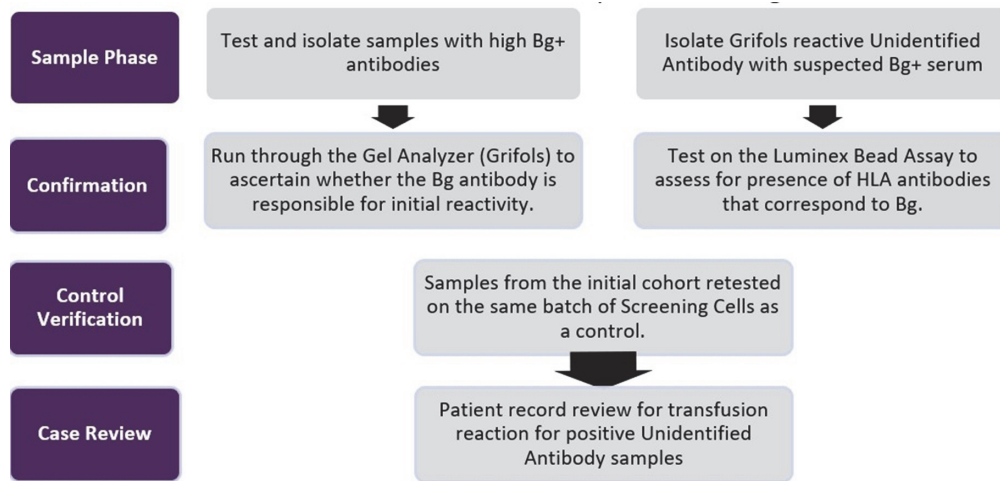 Sample Phase
Test and isolate samples with high Bg+
antibodies
Isolate Grifols reactive Unidentified
Antibody with suspected Bg+ serum
Confirmation
Run through the Gel Analyzer (Grifols) to
ascertain whether the Bg antibody is
responsible for initial reactivity.
Test on the Luminex Bead Assay to
assess for presence of HLA antibodies
that correspond to Bg.
Control
Verification
Samples from the initial cohort retested
on the same batch of Screening Cells as
a control.
Case Review
Patient record review for transfusion
reaction for positive Unidentified
Antibody samples